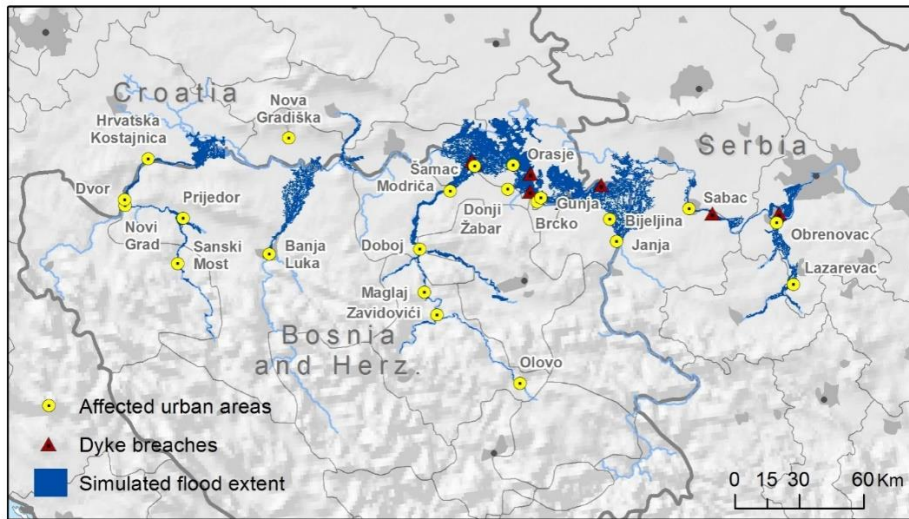 Croatia
Nova
Gradiška
Hrvatska
Kostajnica
Serbia
Orasje
Šamac
Modriča
Dvor
Prijedor
Sabac
Donji
Žabar
Gunja
Brcko
Bijeljina
Novi
Grad
Obrenovac
Sanski
Most
Banja
Luka
Doboj
Janja
Lazarevac
Maglaj
Zavidovići
Bosnia
and Herz.
Olovo
Affected urban areas
Dyke breaches
Simulated flood extent
0 15 30 60 Km